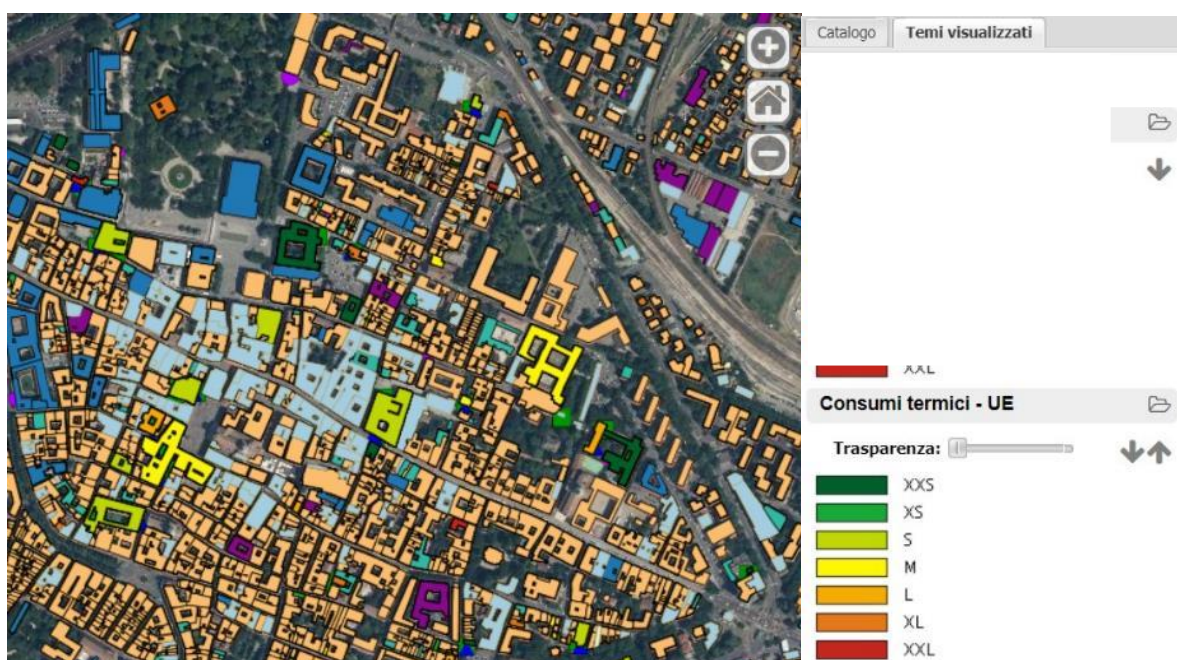 Catalogo
Temi visualizzati
XXL
Consumi termici - UE
Trasparenza:
XXS
XS
S
M
L
XL
XXL